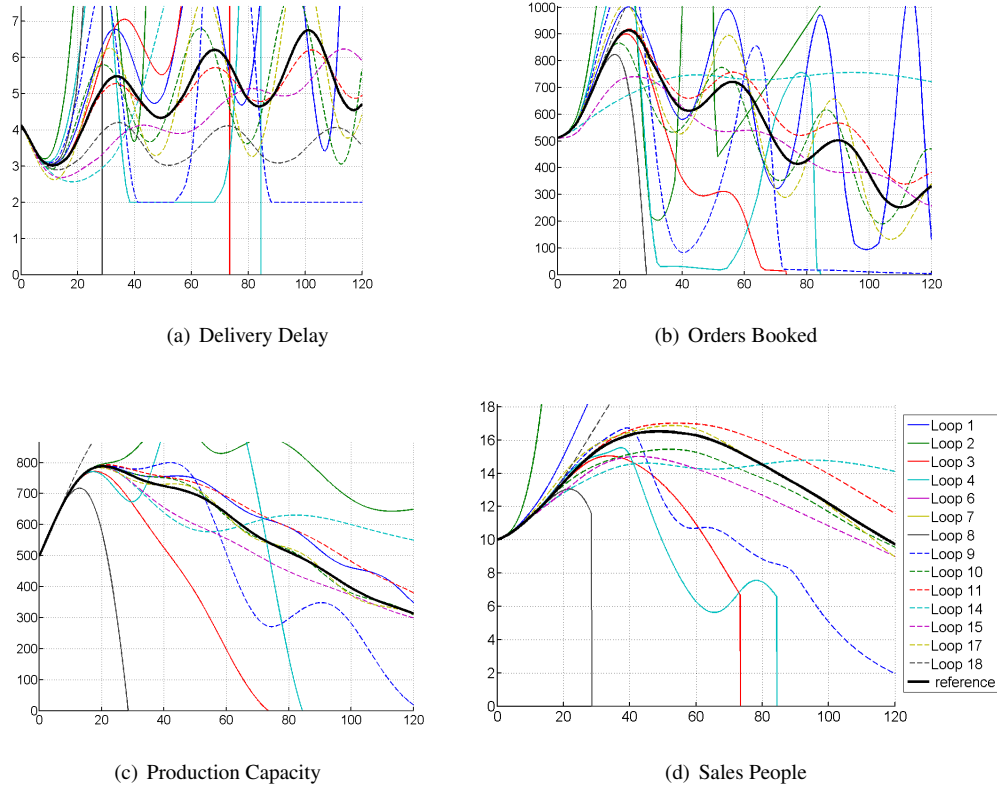 7
6
5
4
3
2
1
0
0 20 40 60 80 100 120
(a) Delivery Delay
1000
900
800
700
600
500
400
300
200
100
0
0 20 40 60 80 100 120
(b) Orders Booked
800
700
600
500
400
300
200
100
0
0 20 40 60 80 100 120
(c) Production Capacity
18
16
14
12
10
8
6
4
2
0
0 20 40 60 80 100 120
Loop 1
Loop 2
Loop 3
Loop 4
Loop 6
Loop 7
Loop 8
Loop 9
Loop 10
Loop 11
Loop 14
Loop 15
Loop 17
Loop 18
reference
(d) Sales People